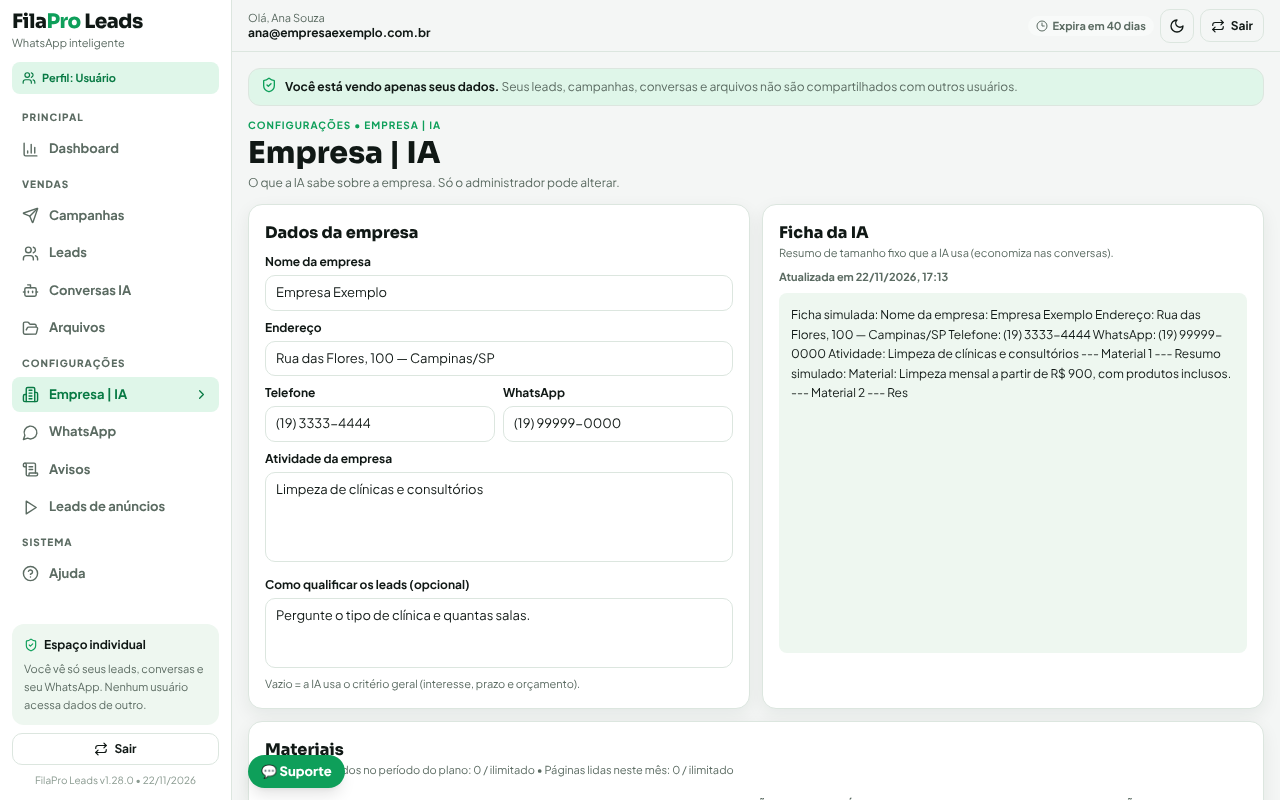 FilaPro Leads
WhatsApp inteligente
Perfil: Usuário
PRINCIPAL
Dashboard
VENDAS
Campanhas
Leads
Conversas IA
Arquivos
CONFIGURAÇÕES
Empresa | IA
WhatsApp
Avisos
Leads de anúncios
SISTEMA
Ajuda
Espaço individual
Você vê só seus leads, conversas e
seu WhatsApp. Nenhum usuário
acessa dados de outro.
Sair
FilaPro Leads v1.28.0 • 22/11/2026
Olá, Ana Souza
ana@empresaexemplo.com.br
Expira em 40 dias
Sair
Você está vendo apenas seus dados. Seus leads, campanhas, conversas e arquivos não são compartilhados com outros usuários.
CONFIGURAÇÕES • EMPRESA | IA
Empresa | IA
O que a IA sabe sobre a empresa. Só o administrador pode alterar.
Dados da empresa
Nome da empresa
Empresa Exemplo
Endereço
Rua das Flores, 100 — Campinas/SP
Telefone
WhatsApp
(19) 3333-4444
(19) 99999-0000
Atividade da empresa
Limpeza de clínicas e consultórios
Como qualificar os leads (opcional)
Pergunte o tipo de clínica e quantas salas.
Vazio = a IA usa o critério geral (interesse, prazo e orçamento).
Ficha da IA
Resumo de tamanho fixo que a IA usa (economiza nas conversas).
Atualizada em 22/11/2026, 17:13
Ficha simulada: Nome da empresa: Empresa Exemplo Endereço: Rua das
Flores, 100 — Campinas/SP Telefone: (19) 3333-4444 WhatsApp: (19) 99999-
0000 Atividade: Limpeza de clínicas e consultórios --- Material 1 --- Resumo
simulado: Material: Limpeza mensal a partir de R$ 900, com produtos inclusos.
--- Material 2 --- Res
Materiais
no período do plano: 0 / ilimitado • Páginas lidas neste mês: 0 / ilimitado
Suporte